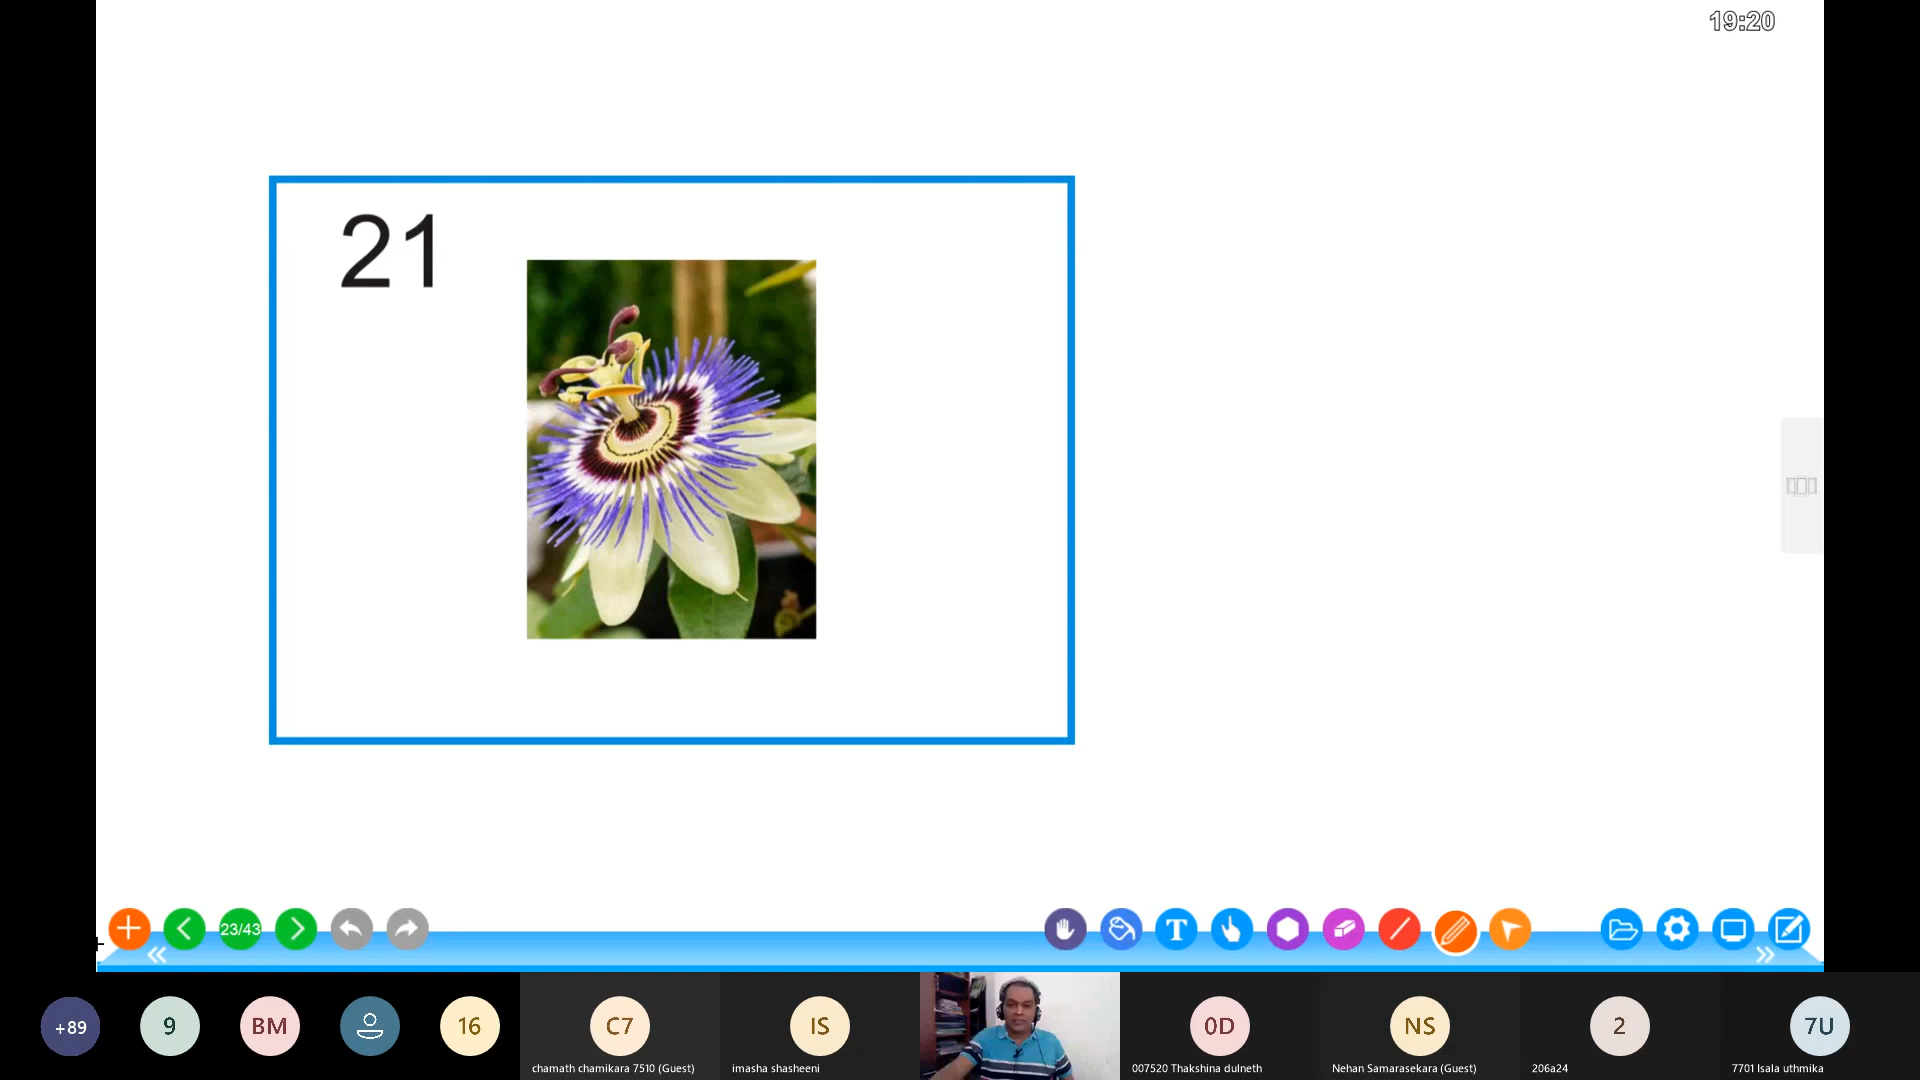 19:20
21
23/43
T
+89
9
BM
16
C7
IS
0D
NS
2
7U
chamath chamikara 7510 (Guest)
imasha shasheeni
007520 Thakshina dulneth
Nehan Samarasekara (Guest)
206a24
7701 Isala uthmika